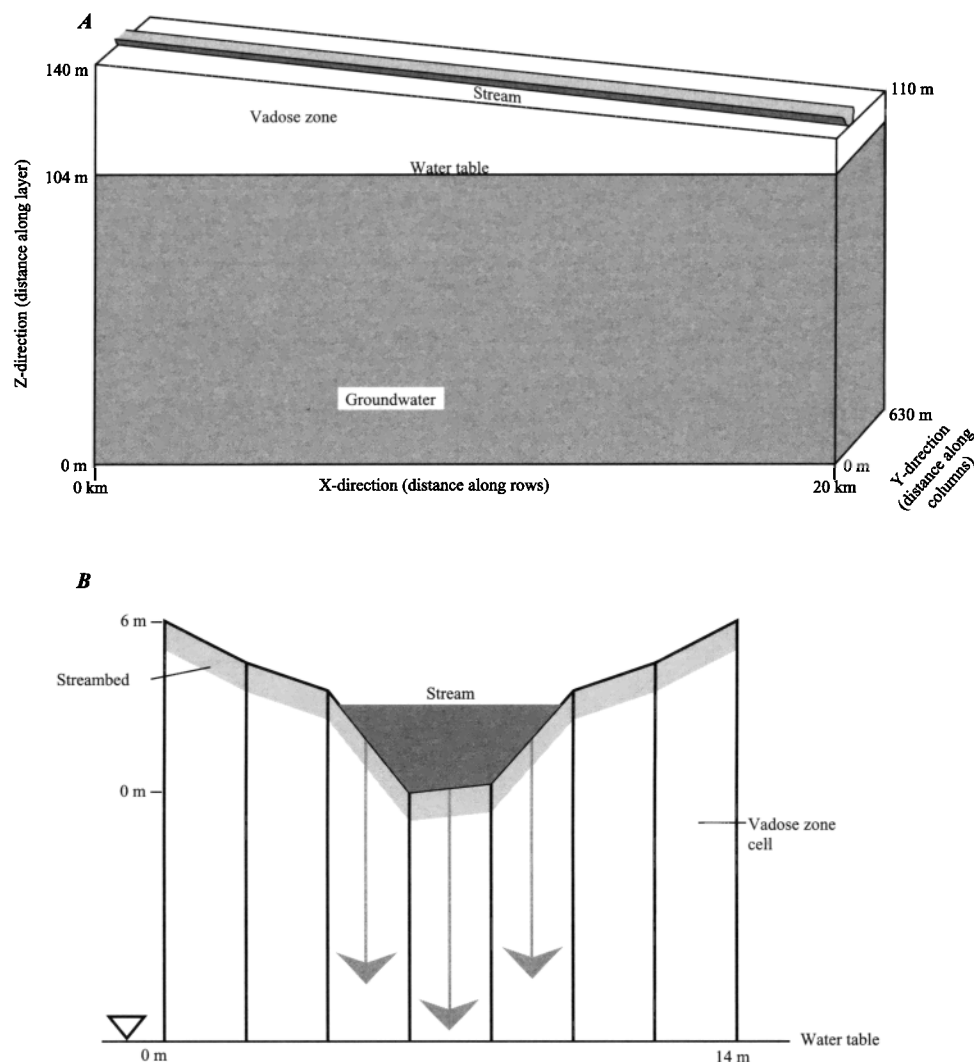 A
140 m
110 m
Stream
Vadose zone
Water table
104 m
Z-direction (distance along layer)
Groundwater
630 m
0 m
0 m
0 km
X-direction (distance along rows)
20 km
Y-direction
(distance along
columns)
B
6 m
Streambed
Stream
0 m
Vadose zone
cell
Water table
0 m
14 m